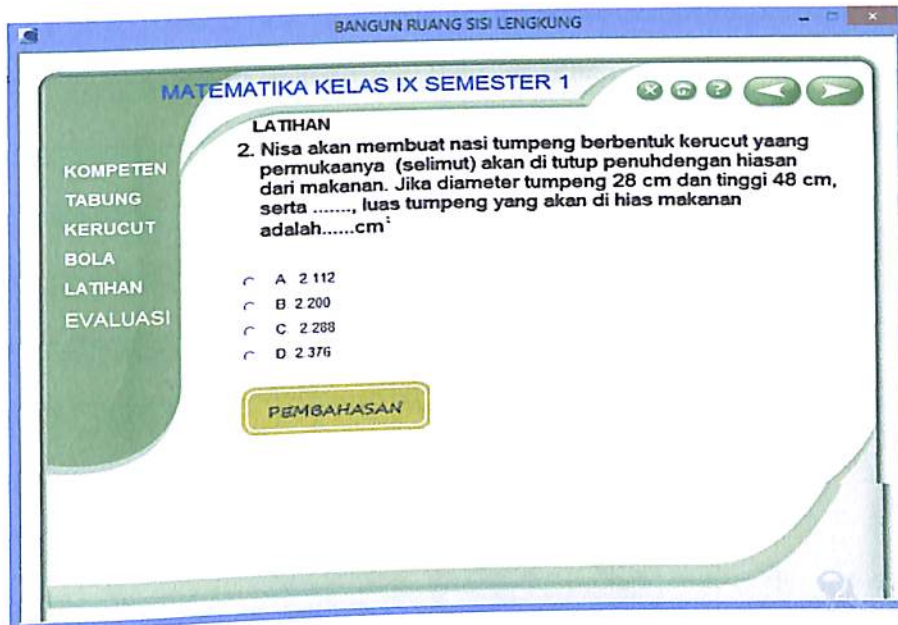 BANGUN RUANG SISI LENGKUNG
MATEMATIKA KELAS IX SEMESTER 1
KOMPETEN
TABUNG
KERUCUT
BOLA
LATIHAN
EVALUASI
LATIHAN
2. Nisa akan membuat nasi tumpeng berbentuk kerucut yaang
permukaanya (selimut) akan di tutup penuhdengan hiasan
dari makanan. Jika diameter tumpeng 28 cm dan tinggi 48 cm,
serta ......., luas tumpeng yang akan di hias makanan
adalah......cm²
A 2 112
B 2 200
C 2 288
D 2 376
PEMBAHASAN